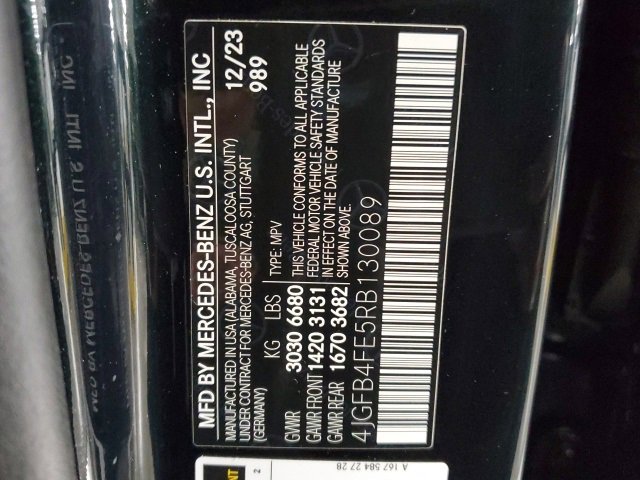 MFD BY MERCEDES-BENZ U.S. INTL., INC
MANUFACTURED IN USA (ALABAMA, TUSCALOOSA COUNTY)
UNDER CONTRACT FOR MERCEDES-BENZ AG, STUTTGART
(GERMANY)
12/23
989
KG LBS TYPE: MPV
GVWR 3030 6680
GAWR FRONT 1420 3131
GAWR REAR 1670 3682
THIS VEHICLE CONFORMS TO ALL APPLICABLE
FEDERAL MOTOR VEHICLE SAFETY STANDARDS
IN EFFECT ON THE DATE OF MANUFACTURE
SHOWN ABOVE.
4JGFB4FE5RB130089
A 167 584 27 28
2